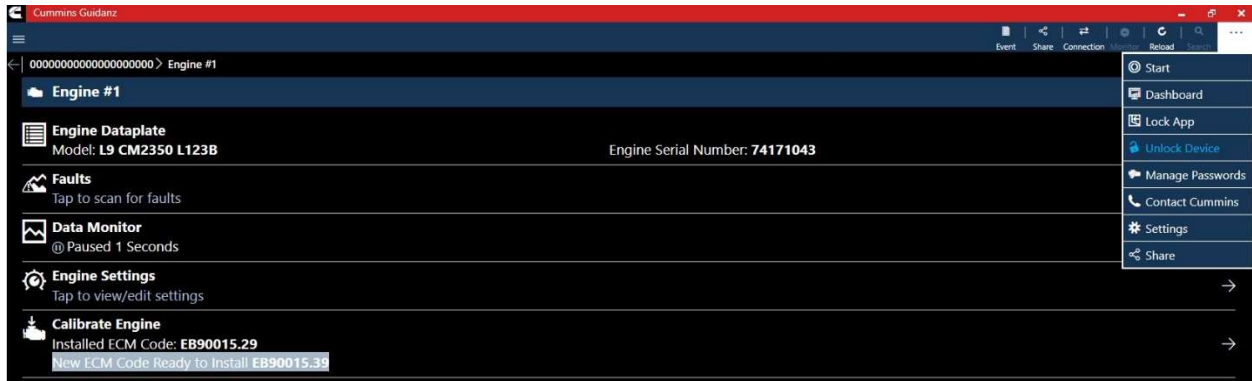 Cummins Guidanz
Event Share Connection Monitor Reload Search
00000000000000000000 > Engine #1
Engine #1
Engine Dataplate
Model: L9 CM2350 L123B Engine Serial Number: 74171043
Faults
Tap to scan for faults
Data Monitor
Paused 1 Seconds
Engine Settings
Tap to view/edit settings
Calibrate Engine
Installed ECM Code: EB90015.29
New ECM Code Ready to Install EB90015.39
Start
Dashboard
Lock App
Unlock Device
Manage Passwords
Contact Cummins
Settings
Share